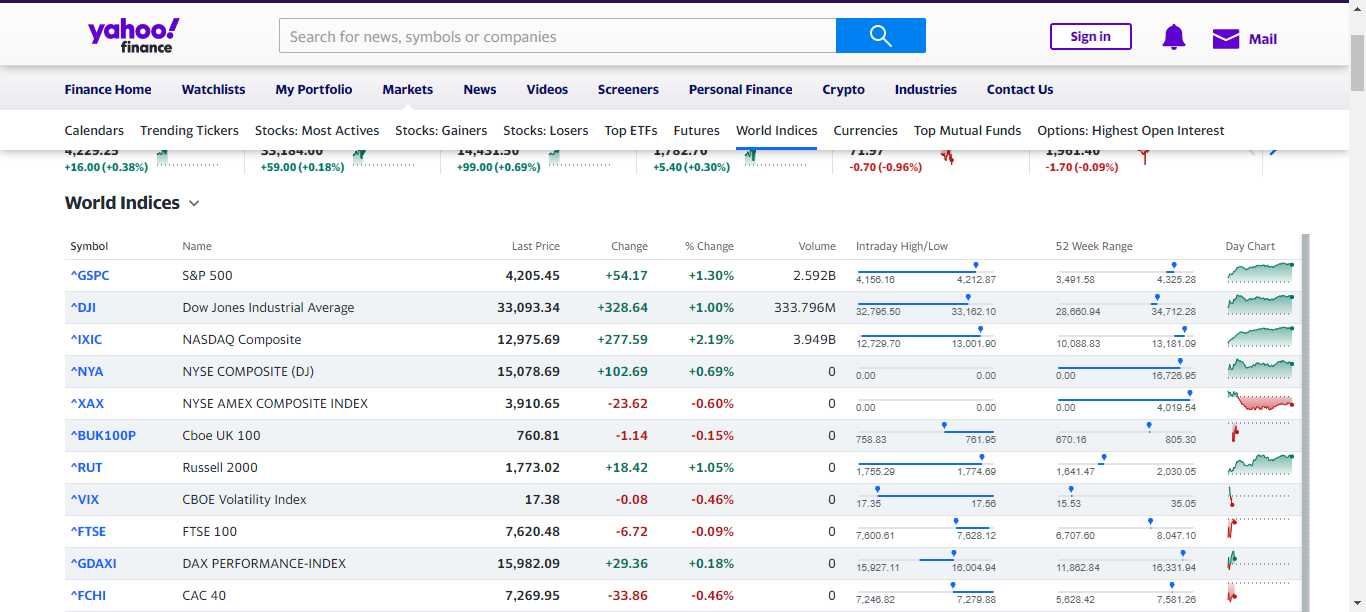 yahoo!
finance
Search for news, symbols or companies
Sign in
Mail
Finance Home Watchlists My Portfolio Markets News Videos Screeners Personal Finance Crypto Industries Contact Us
Calendars Trending Tickers Stocks: Most Actives Stocks: Gainers Stocks: Losers Top ETFs Futures World Indices Currencies Top Mutual Funds Options: Highest Open Interest
4,229.25 33,184.00 14,431.50 1,782.70 71.97 1,961.40
+16.00 (+0.38%) +59.00 (+0.18%) +99.00 (+0.69%) +5.40 (+0.30%) -0.70 (-0.96%) -1.70 (-0.09%)
World Indices
Symbol Name Last Price Change % Change Volume Intraday High/Low 52 Week Range Day Chart
^GSPC S&P 500 4,205.45 +54.17 +1.30% 2.592B 4,156.16 4,212.87 3,491.58 4,325.28
^DJI Dow Jones Industrial Average 33,093.34 +328.64 +1.00% 333.796M 32,795.50 33,162.10 28,660.94 34,712.28
^IXIC NASDAQ Composite 12,975.69 +277.59 +2.19% 3.949B 12,729.70 13,001.90 10,088.83 13,181.09
^NYA NYSE COMPOSITE (DJ) 15,078.69 +102.69 +0.69% 0 0.00 0.00 0.00 16,726.95
^XAX NYSE AMEX COMPOSITE INDEX 3,910.65 -23.62 -0.60% 0 0.00 0.00 0.00 4,019.54
^BUK100P Cboe UK 100 760.81 -1.14 -0.15% 0 758.83 761.95 670.16 805.30
^RUT Russell 2000 1,773.02 +18.42 +1.05% 0 1,755.29 1,774.69 1,641.47 2,030.05
^VIX CBOE Volatility Index 17.38 -0.08 -0.46% 0 17.35 17.56 15.53 35.05
^FTSE FTSE 100 7,620.48 -6.72 -0.09% 0 7,600.61 7,628.12 6,707.60 8,047.10
^GDAXI DAX PERFORMANCE-INDEX 15,982.09 +29.36 +0.18% 0 15,927.11 16,004.94 11,862.84 16,331.94
^FCHI CAC 40 7,269.95 -33.86 -0.46% 0 7,246.82 7,279.88 5,628.42 7,581.26